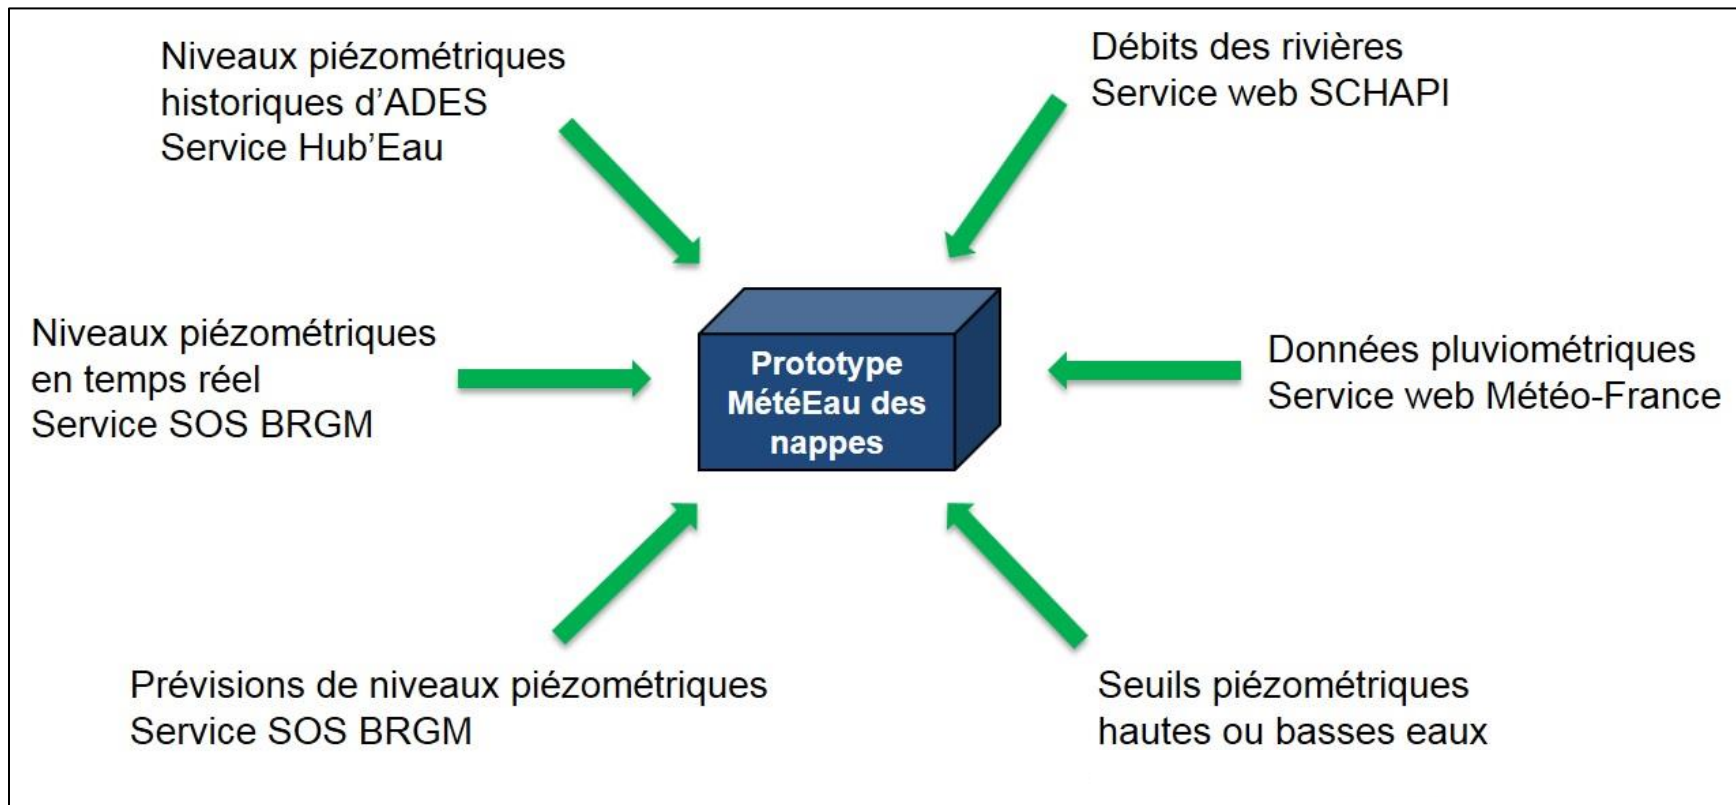 Niveaux piézométriques
historiques d’ADES
Service Hub’Eau
Débits des rivières
Service web SCHAPI
Niveaux piézométriques
en temps réel
Service SOS BRGM
Prototype
MétéEau des
nappes
Données pluviométriques
Service web Météo-France
Prévisions de niveaux piézométriques
Service SOS BRGM
Seuils piézométriques
hautes ou basses eaux